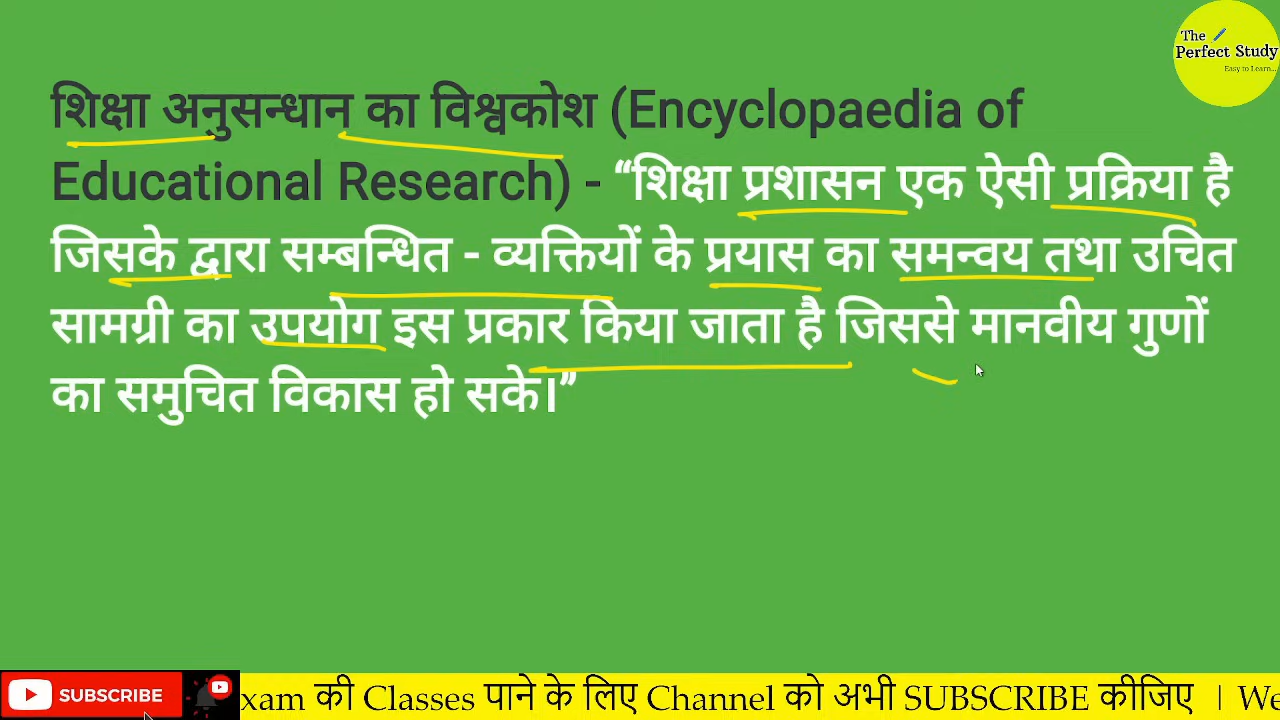 The
Perfect Study
Easy to Learn...
शिक्षा अनुसन्धान का विश्वकोश (Encyclopaedia of
Educational Research) - “शिक्षा प्रशासन एक ऐसी प्रक्रिया है
जिसके द्वारा सम्बन्धित - व्यक्तियों के प्रयास का समन्वय तथा उचित
सामग्री का उपयोग इस प्रकार किया जाता है जिससे मानवीय गुणों
का समुचित विकास हो सके।”
SUBSCRIBE
xam की Classes पाने के लिए Channel को अभी SUBSCRIBE कीजिए | We